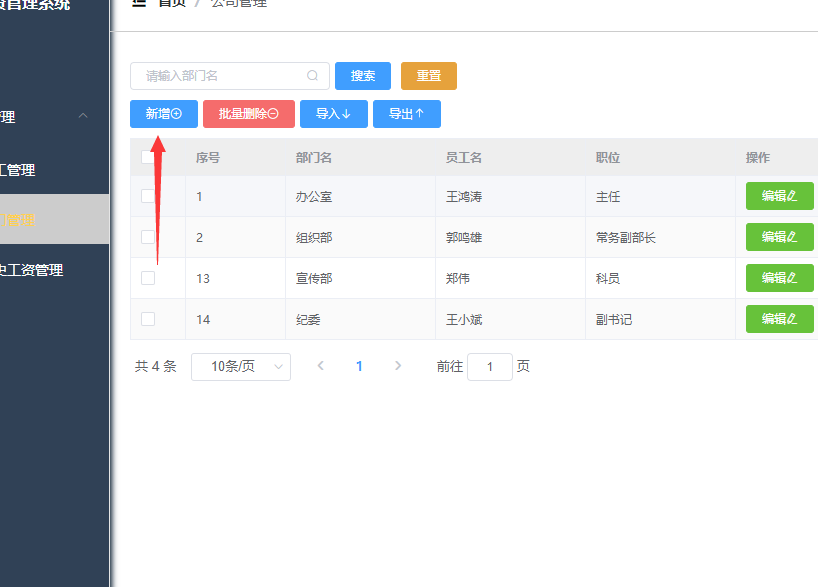 资管理系统
首页 / 公司管理
管理
工管理
史工资管理
请输入部门名 搜索 重置
新增 批量删除 导入 导出
序号 部门名 员工名 职位 操作
1 办公室 王鸿涛 主任 编辑
2 组织部 郭鸣雄 常务副部长 编辑
13 宣传部 郑伟 科员 编辑
14 纪委 王小斌 副书记 编辑
共 4 条 10条/页 1 前往 1 页